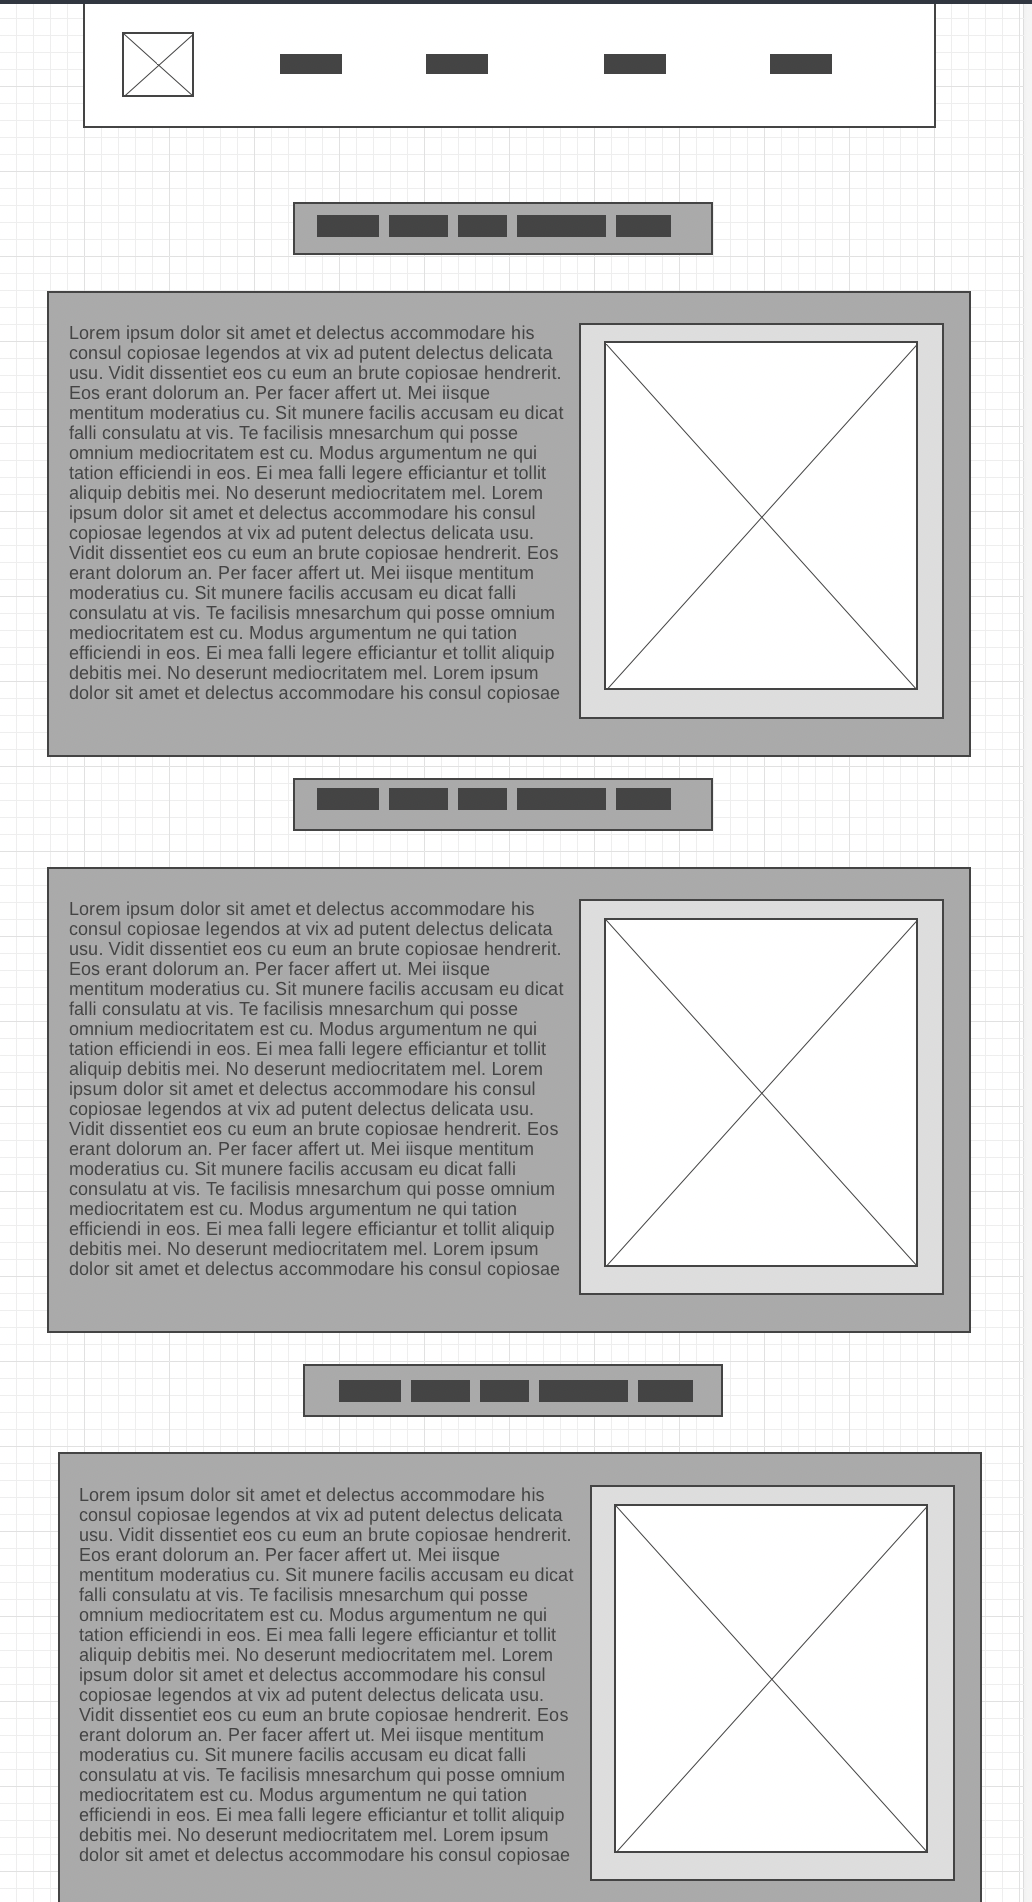 Lorem ipsum dolor sit amet et delectus accommodare his
consul copiosae legendos at vix ad putent delectus delicata
usu. Vidit dissentiet eos cu eum an brute copiosae hendrerit.
Eos erant dolorum an. Per facer affert ut. Mei iisque
mentitum moderatius cu. Sit munere facilis accusam eu dicat
falli consulatu at vis. Te facilisis mnesarchum qui posse
omnium mediocritatem est cu. Modus argumentum ne qui
tation efficiendi in eos. Ei mea falli legere efficiantur et tollit
aliquip debitis mei. No deserunt mediocritatem mel. Lorem
ipsum dolor sit amet et delectus accommodare his consul
copiosae legendos at vix ad putent delectus delicata usu.
Vidit dissentiet eos cu eum an brute copiosae hendrerit. Eos
erant dolorum an. Per facer affert ut. Mei iisque mentitum
moderatius cu. Sit munere facilis accusam eu dicat falli
consulatu at vis. Te facilisis mnesarchum qui posse omnium
mediocritatem est cu. Modus argumentum ne qui tation
efficiendi in eos. Ei mea falli legere efficiantur et tollit aliquip
debitis mei. No deserunt mediocritatem mel. Lorem ipsum
dolor sit amet et delectus accommodare his consul copiosae
Lorem ipsum dolor sit amet et delectus accommodare his
consul copiosae legendos at vix ad putent delectus delicata
usu. Vidit dissentiet eos cu eum an brute copiosae hendrerit.
Eos erant dolorum an. Per facer affert ut. Mei iisque
mentitum moderatius cu. Sit munere facilis accusam eu dicat
falli consulatu at vis. Te facilisis mnesarchum qui posse
omnium mediocritatem est cu. Modus argumentum ne qui
tation efficiendi in eos. Ei mea falli legere efficiantur et tollit
aliquip debitis mei. No deserunt mediocritatem mel. Lorem
ipsum dolor sit amet et delectus accommodare his consul
copiosae legendos at vix ad putent delectus delicata usu.
Vidit dissentiet eos cu eum an brute copiosae hendrerit. Eos
erant dolorum an. Per facer affert ut. Mei iisque mentitum
moderatius cu. Sit munere facilis accusam eu dicat falli
consulatu at vis. Te facilisis mnesarchum qui posse omnium
mediocritatem est cu. Modus argumentum ne qui tation
efficiendi in eos. Ei mea falli legere efficiantur et tollit aliquip
debitis mei. No deserunt mediocritatem mel. Lorem ipsum
dolor sit amet et delectus accommodare his consul copiosae
Lorem ipsum dolor sit amet et delectus accommodare his
consul copiosae legendos at vix ad putent delectus delicata
usu. Vidit dissentiet eos cu eum an brute copiosae hendrerit.
Eos erant dolorum an. Per facer affert ut. Mei iisque
mentitum moderatius cu. Sit munere facilis accusam eu dicat
falli consulatu at vis. Te facilisis mnesarchum qui posse
omnium mediocritatem est cu. Modus argumentum ne qui
tation efficiendi in eos. Ei mea falli legere efficiantur et tollit
aliquip debitis mei. No deserunt mediocritatem mel. Lorem
ipsum dolor sit amet et delectus accommodare his consul
copiosae legendos at vix ad putent delectus delicata usu.
Vidit dissentiet eos cu eum an brute copiosae hendrerit. Eos
erant dolorum an. Per facer affert ut. Mei iisque mentitum
moderatius cu. Sit munere facilis accusam eu dicat falli
consulatu at vis. Te facilisis mnesarchum qui posse omnium
mediocritatem est cu. Modus argumentum ne qui tation
efficiendi in eos. Ei mea falli legere efficiantur et tollit aliquip
debitis mei. No deserunt mediocritatem mel. Lorem ipsum
dolor sit amet et delectus accommodare his consul copiosae